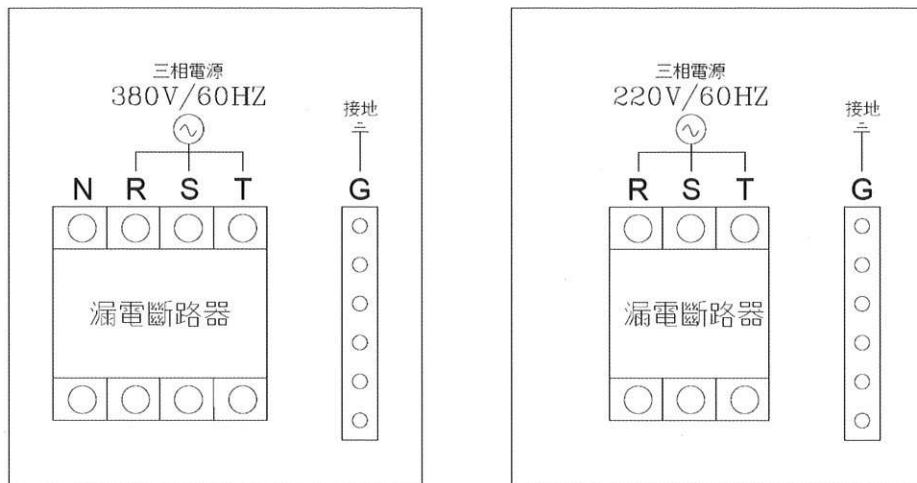 三相電源
380V/60HZ
接地
N R S T G
漏電斷路器
三相電源
220V/60HZ
接地
R S T G
漏電斷路器